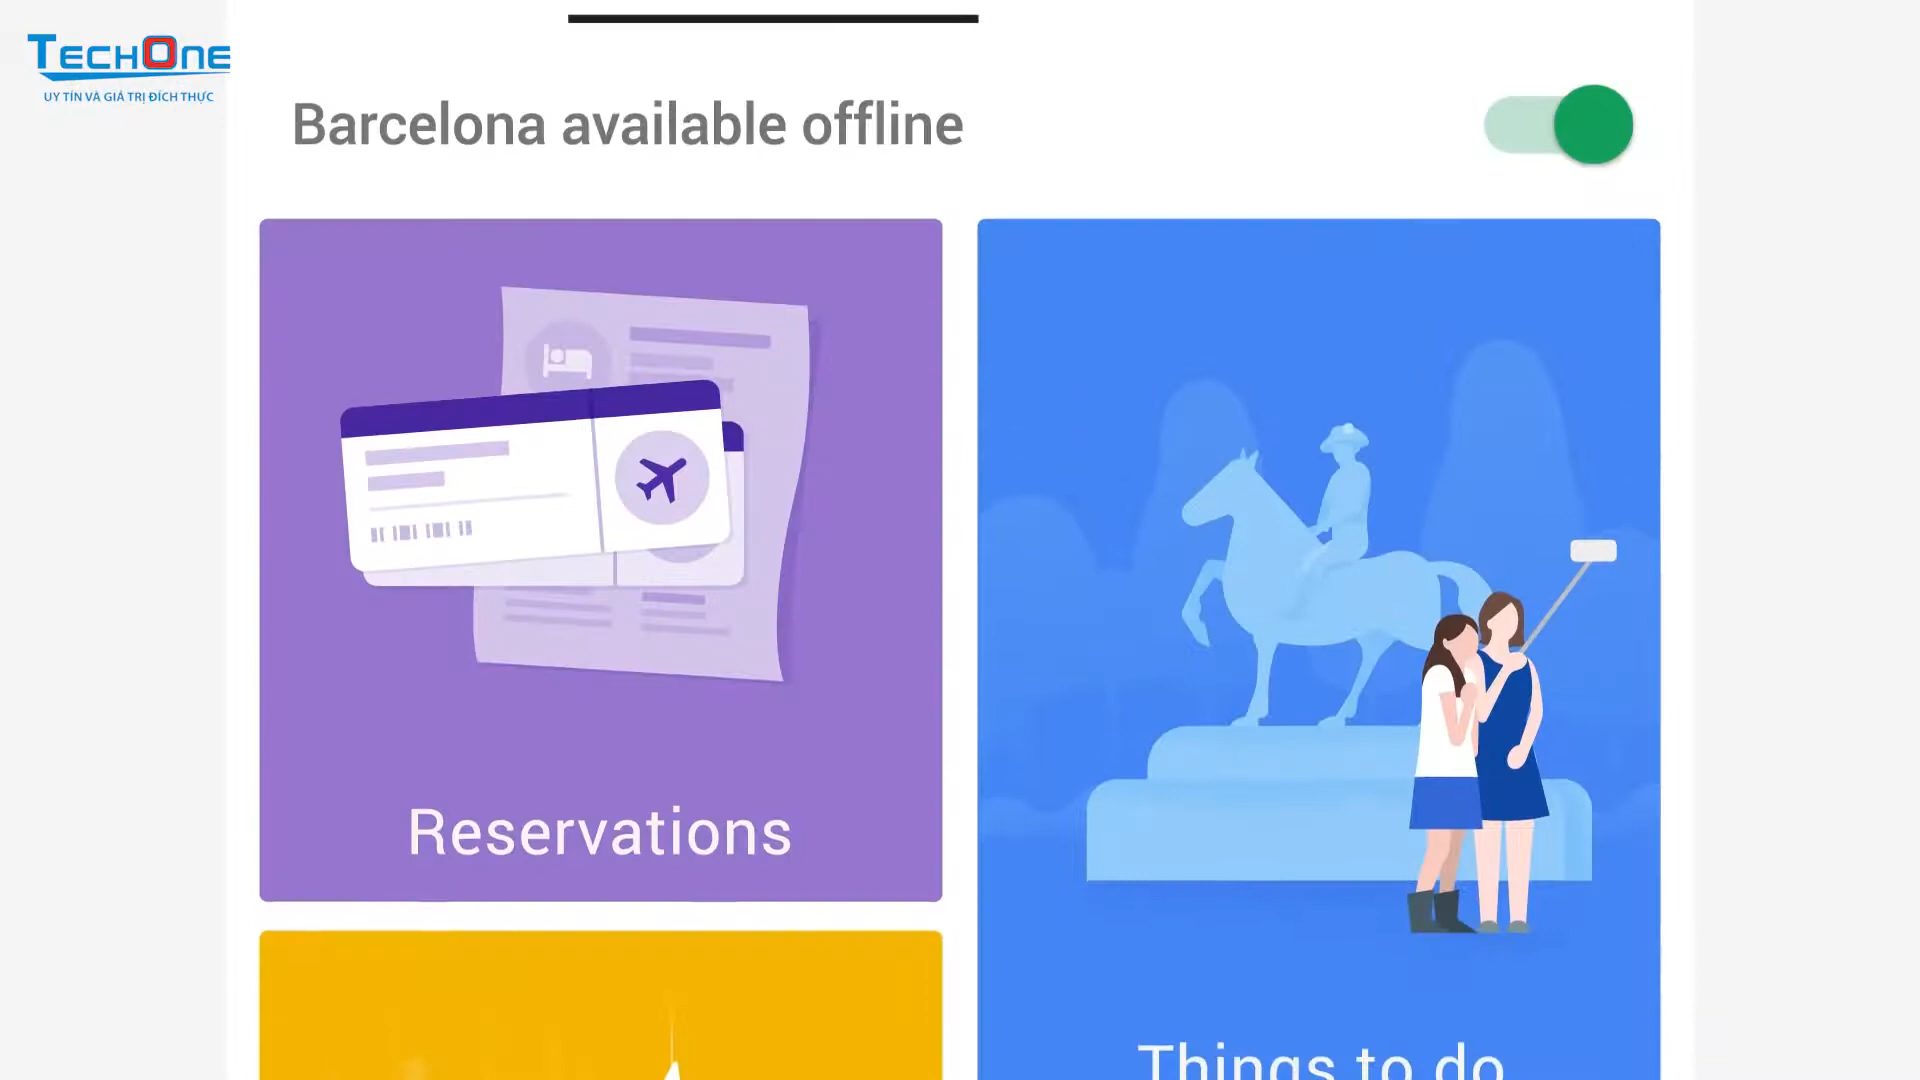 TECHONE
UY TÍN VÀ GIÁ TRỊ ĐÍCH THỰC
Barcelona available offline
Reservations
Things to do